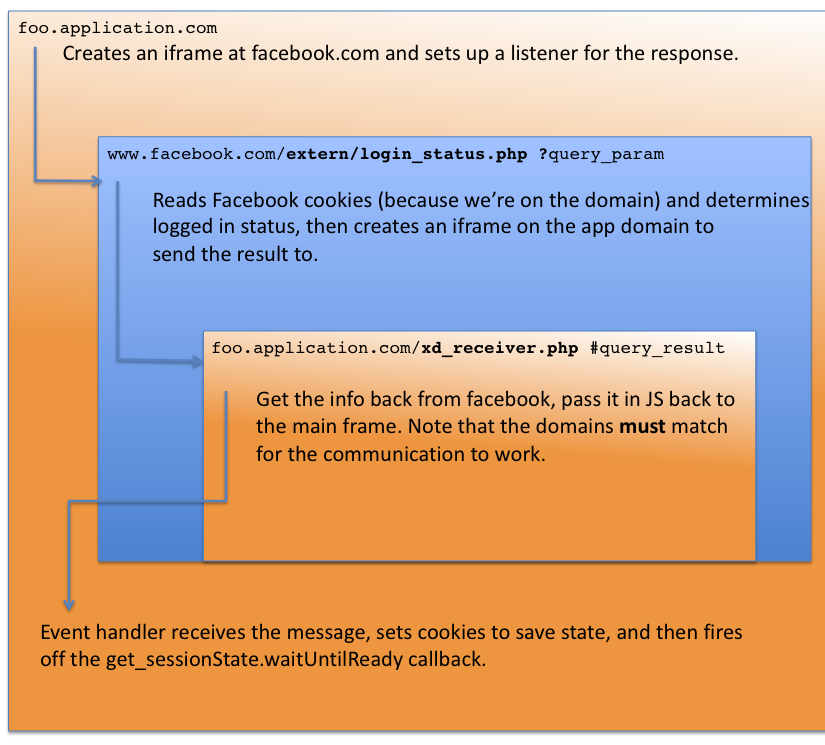 foo.application.com
Creates an iframe at facebook.com and sets up a listener for the response.
www.facebook.com/extern/login_status.php ?query_param
Reads Facebook cookies (because we’re on the domain) and determines
logged in status, then creates an iframe on the app domain to
send the result to.
foo.application.com/xd_receiver.php #query_result
Get the info back from facebook, pass it in JS back to
the main frame. Note that the domains must match
for the communication to work.
Event handler receives the message, sets cookies to save state, and then fires
off the get_sessionState.waitUntilReady callback.